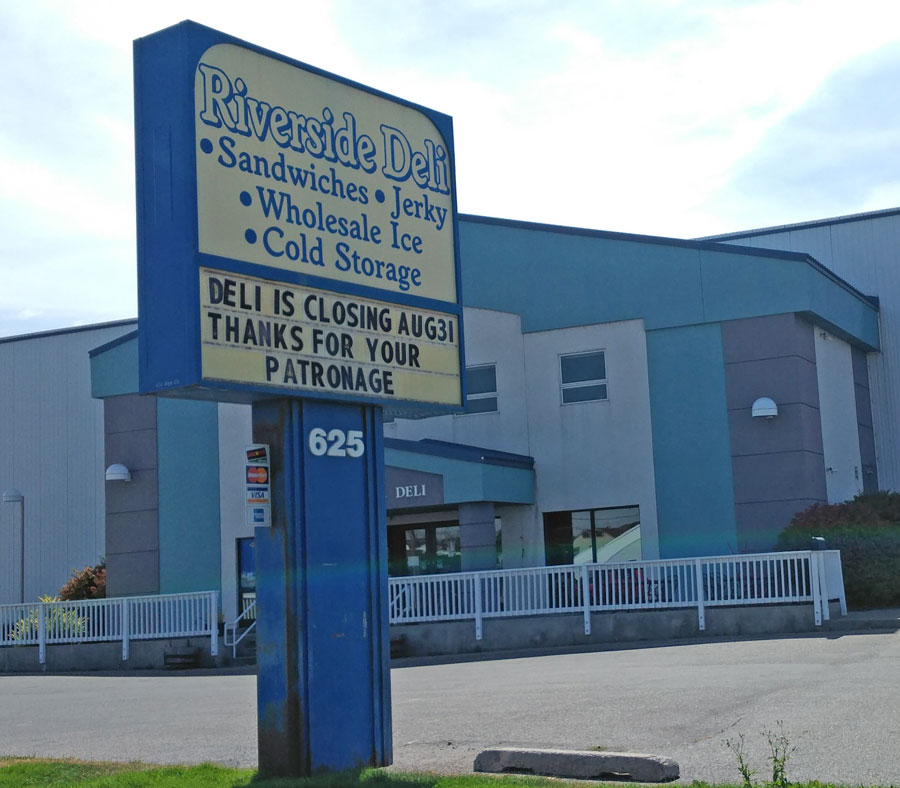 Riverside Deli
• Sandwiches • Jerky
• Wholesale Ice
• Cold Storage
DELI IS CLOSING AUG31
THANKS FOR YOUR
PATRONAGE
625
VISA
DELI